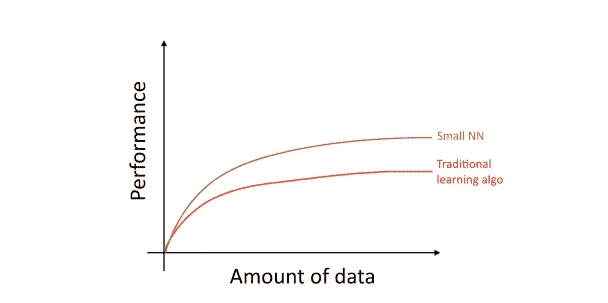 Performance
Small NN
Traditional
learning algo
Amount of data